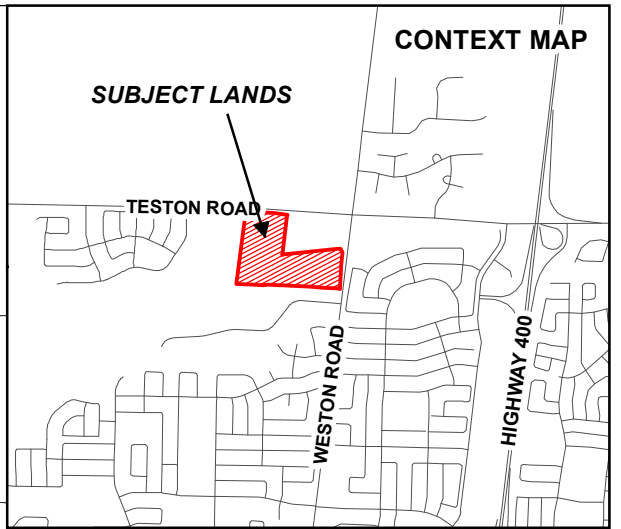 CONTEXT MAP
SUBJECT LANDS
TESTON ROAD
WESTON ROAD
HIGHWAY 400